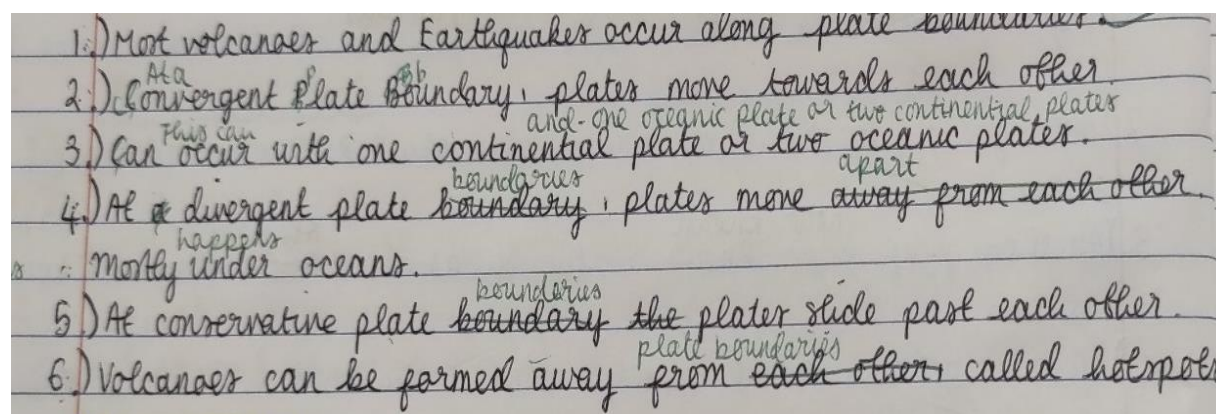 1.) Most volcanoes and Earthquakes occur along plate boundaries.
At a
2.) Convergent Plate Boundary, plates move towards each other.
and one oceanic plate or two continential plates
This can
3.) Can occur with one continential plate or two oceanic plates.
boundaries apart
4.) At a divergent plate boundary, plates move away from each other.
happens
Mostly under oceans.
boundaries
5.) At conservative plate boundary the plates slide past each other.
plate boundaries
6.) Volcanoes can be formed away from each other, called hotspots